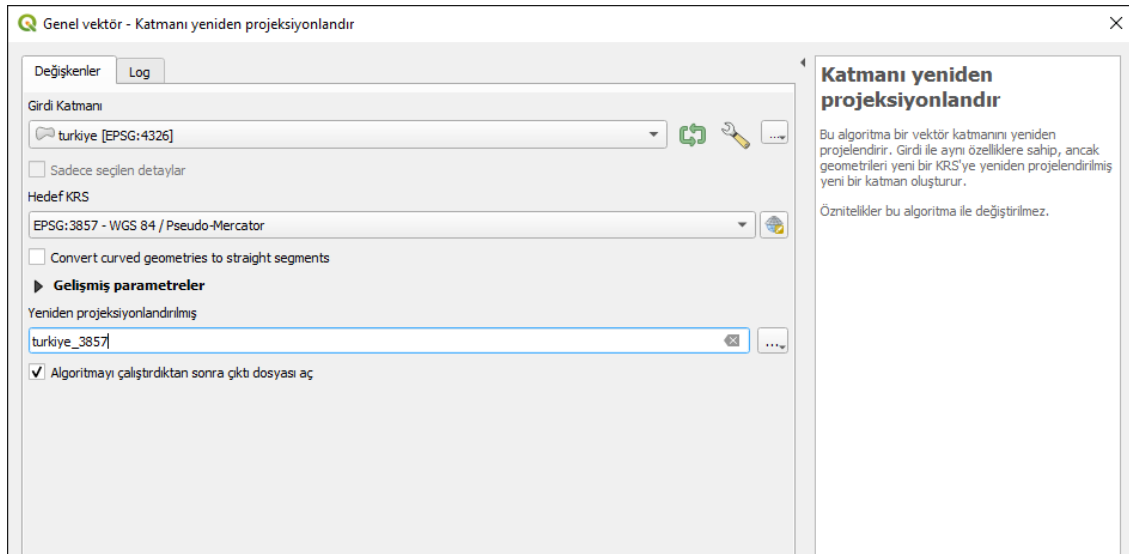 Genel vektör - Katmanı yeniden projeksiyonlandır
Değişkenler
Log
Girdi Katmanı
turkiye [EPSG:4326]
...
Sadece seçilen detaylar
Hedef KRS
EPSG:3857 - WGS 84 / Pseudo-Mercator
Convert curved geometries to straight segments
Gelişmiş parametreler
Yeniden projeksiyonlandırılmış
turkiye_3857
...
Algoritmayı çalıştırdıktan sonra çıktı dosyası aç
Katmanı yeniden
projeksiyonlandır
Bu algoritma bir vektör katmanını yeniden
projelendirir. Girdi ile aynı özelliklere sahip, ancak
geometrileri yeni bir KRS'ye yeniden projelendirilmiş
yeni bir katman oluşturur.
Öznitelikler bu algoritma ile değiştirilmez.